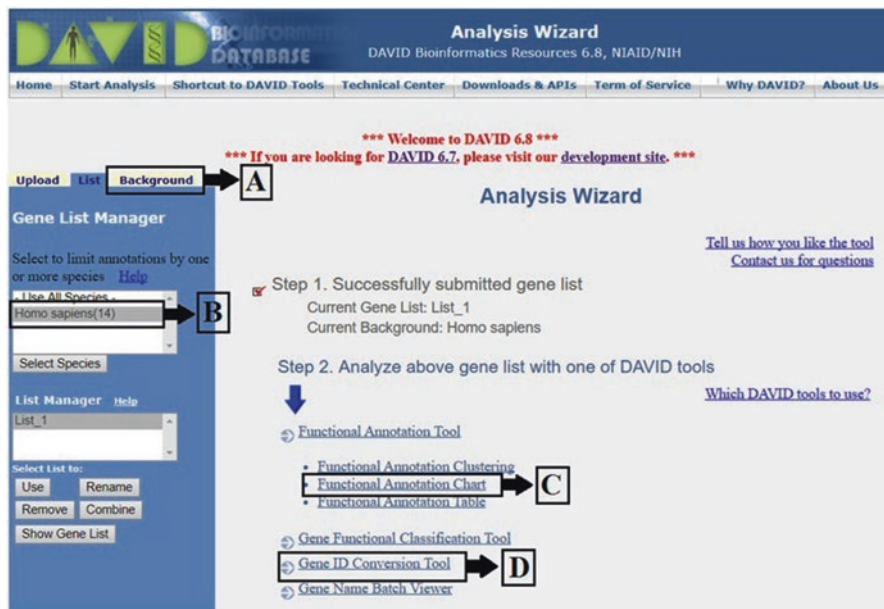 DAVID BIOINFORMATICS
DATABASE
Analysis Wizard
DAVID Bioinformatics Resources 6.8, NIAID/NIH
Home Start Analysis Shortcut to DAVID Tools Technical Center Downloads & APIs Term of Service Why DAVID? About Us
*** Welcome to DAVID 6.8 ***
*** If you are looking for DAVID 6.7, please visit our development site. ***
Upload List Background A
Gene List Manager
Select to limit annotations by one
or more species Help
- Use All Species -
Homo sapiens(14) B
Select Species
List Manager Help
List_1
Select List to:
Use Rename
Remove Combine
Show Gene List
Analysis Wizard
Tell us how you like the tool
Contact us for questions
Step 1. Successfully submitted gene list
Current Gene List: List_1
Current Background: Homo sapiens
Step 2. Analyze above gene list with one of DAVID tools
Which DAVID tools to use?
Functional Annotation Tool
Functional Annotation Clustering
Functional Annotation Chart C
Functional Annotation Table
Gene Functional Classification Tool
Gene ID Conversion Tool D
Gene Name Batch Viewer